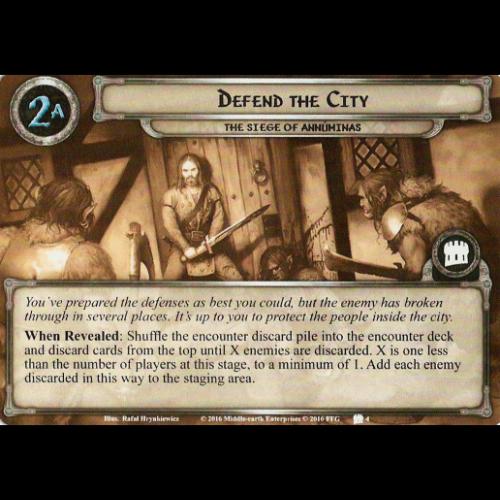 2A
DEFEND THE CITY
THE SIEGE OF ANNÚMINAS
You've prepared the defenses as best you could, but the enemy has broken
through in several places. It's up to you to protect the people inside the city.
When Revealed: Shuffle the encounter discard pile into the encounter deck
and discard cards from the top until X enemies are discarded. X is one less
than the number of players at this stage, to a minimum of 1. Add each enemy
discarded in this way to the staging area.
Illus. Rafał Hrynkiewicz © 2016 Middle-earth Enterprises © 2016 FFG 4